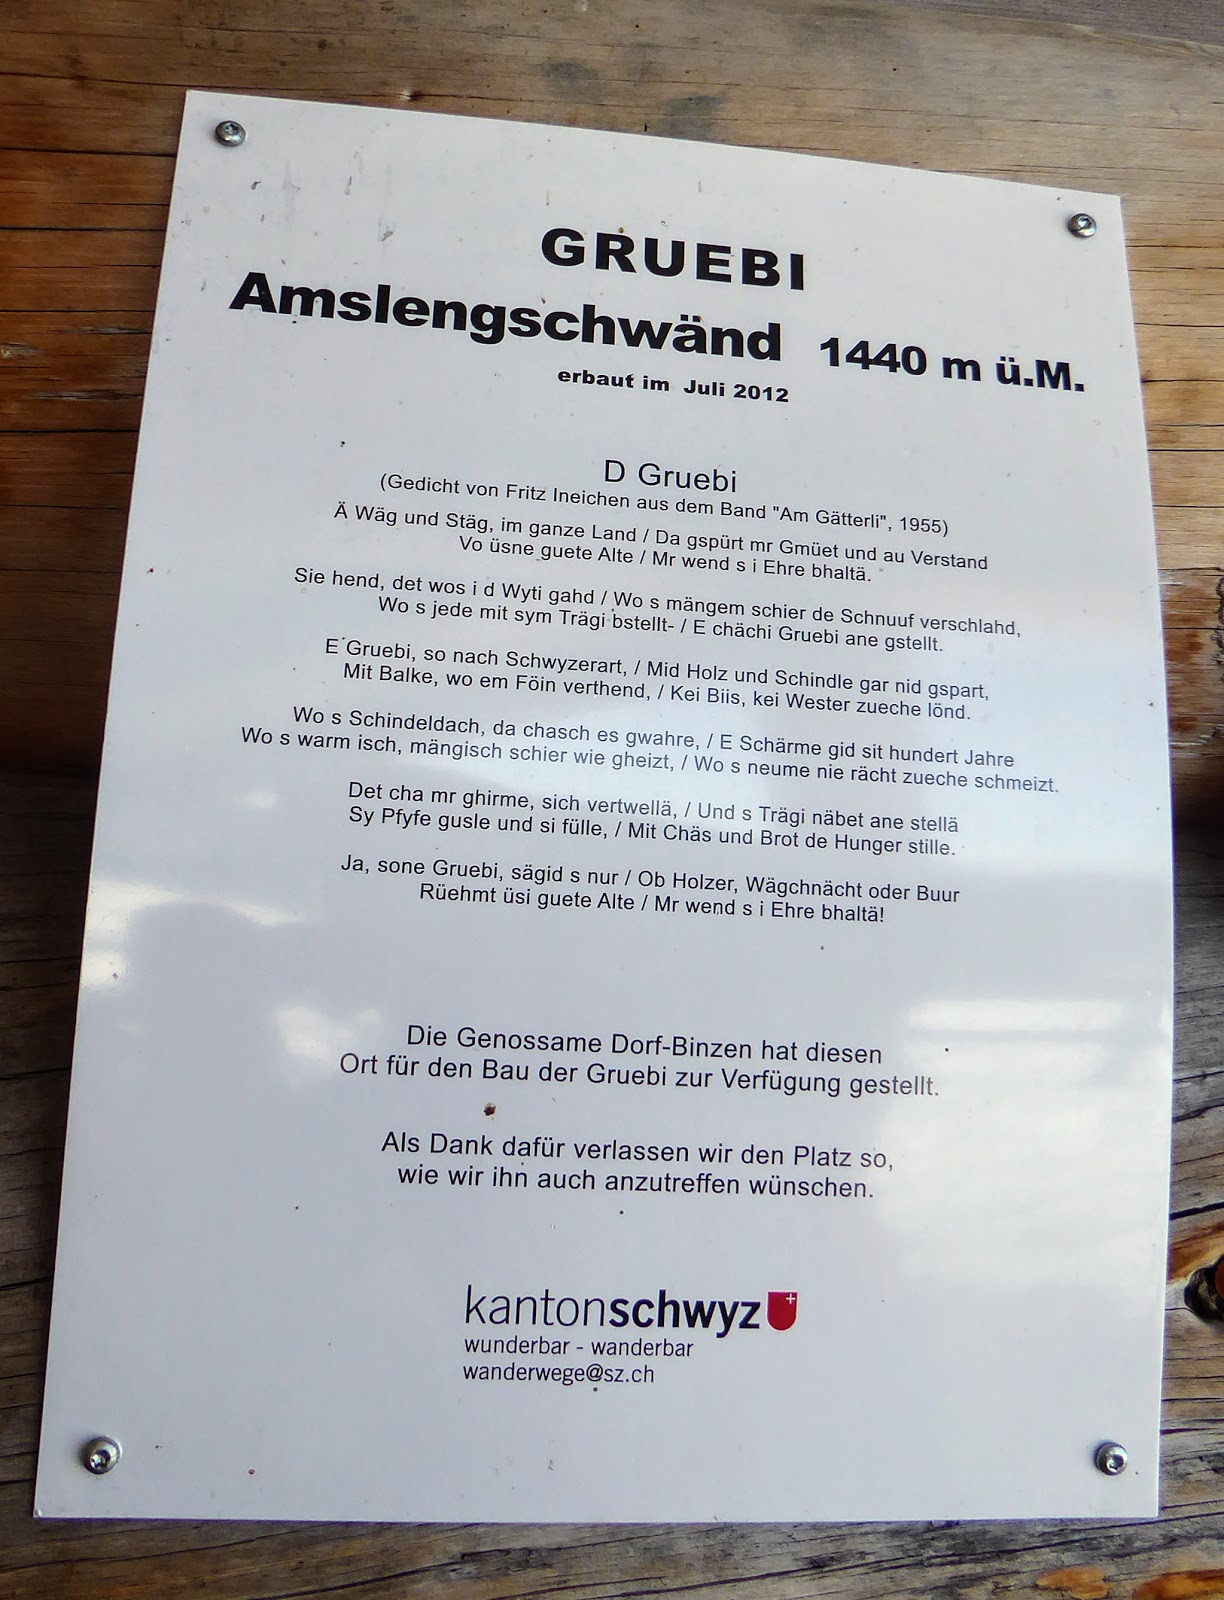 GRUEBI
Amslengschwänd 1440 m ü.M.
erbaut im Juli 2012
D Gruebi
(Gedicht von Fritz Ineichen aus dem Band "Am Gätterli", 1955)
Ä Wäg und Stäg, im ganze Land / Da gspürt mr Gmüet und au Verstand
Vo üsne guete Alte / Mr wend s i Ehre bhaltä.
Sie hend, det wos i d Wyti gahd / Wo s mängem schier de Schnuuf verschlahd,
Wo s jede mit sym Trägi bstellt- / E chächi Gruebi ane gstellt.
E Gruebi, so nach Schwyzerart, / Mid Holz und Schindle gar nid gspart,
Mit Balke, wo em Föin verthend, / Kei Biis, kei Wester zueche lönd.
Wo s Schindeldach, da chasch es gwahre, / E Schärme gid sit hundert Jahre
Wo s warm isch, mängisch schier wie gheizt, / Wo s neume nie rächt zueche schmeizt.
Det cha mr ghirme, sich vertwellä, / Und s Trägi näbet ane stellä
Sy Pfyfe gusle und si fülle, / Mit Chäs und Brot de Hunger stille.
Ja, sone Gruebi, sägid s nur / Ob Holzer, Wägchnächt oder Buur
Rüehmt üsi guete Alte / Mr wend s i Ehre bhaltä!
Die Genossame Dorf-Binzen hat diesen
Ort für den Bau der Gruebi zur Verfügung gestellt.
Als Dank dafür verlassen wir den Platz so,
wie wir ihn auch anzutreffen wünschen.
kantonschwyz
wunderbar - wanderbar
wanderwege@sz.ch